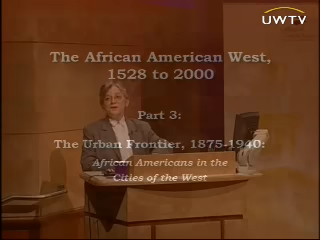 UWTV
The African American West,
1528 to 2000
Part 3:
The Urban Frontier, 1875-1940:
African Americans in the
Cities of the West